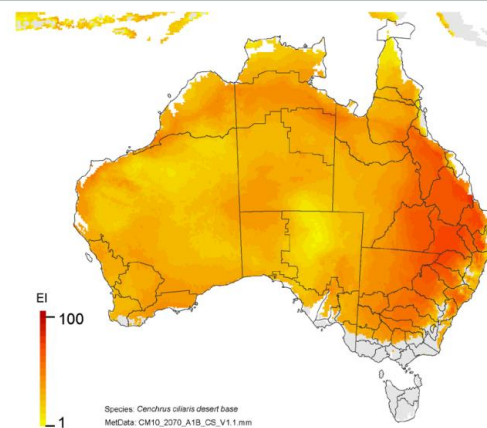 EI
100
1
Species: Cenchrus ciliaris desert base
MetData: CM10_2070_A1B_CS_V1.1.mm